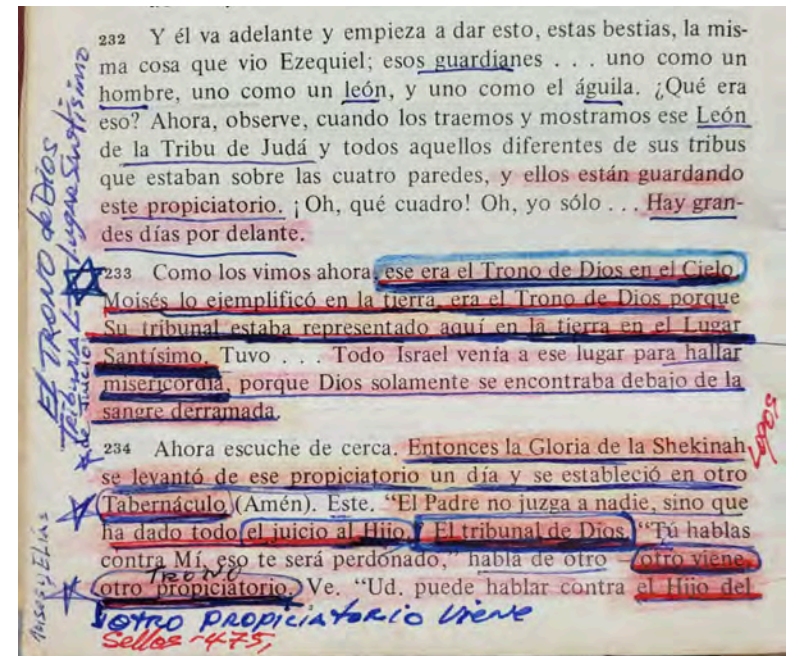 232 Y él va adelante y empieza a dar esto, estas bestias, la mis-
ma cosa que vio Ezequiel; esos guardianes . . . uno como un
hombre, uno como un león, y uno como el águila. ¿Qué era
eso? Ahora, observe, cuando los traemos y mostramos ese León
de la Tribu de Judá y todos aquellos diferentes de sus tribus
que estaban sobre las cuatro paredes, y ellos están guardando
este propiciatorio. ¡Oh, qué cuadro! Oh, yo sólo . . . Hay gran-
des días por delante.
233 Como los vimos ahora, ese era el Trono de Dios en el Cielo.
Moisés lo ejemplificó en la tierra, era el Trono de Dios porque
Su tribunal estaba representado aquí en la tierra en el Lugar
Santísimo. Tuvo . . . Todo Israel venía a ese lugar para hallar
misericordia, porque Dios solamente se encontraba debajo de la
sangre derramada.
234 Ahora escuche de cerca. Entonces la Gloria de la Shekinah
se levantó de ese propiciatorio un día y se estableció en otro
Tabernáculo (Amén). Este. “El Padre no juzga a nadie, sino que
ha dado todo el juicio al Hijo. El tribunal de Dios. “Tú hablas
contra Mí, eso te será perdonado,” habla de otro - otro viene,
TRONO
otro propiciatorio. Ve. “Ud. puede hablar contra el Hijo del
OTRO PROPICIATORIO VIENE
Sellos -475,
El TRONO de Dios
TRIBUNAL - Lugar Santísimo
de Juicio
Moises y Elías